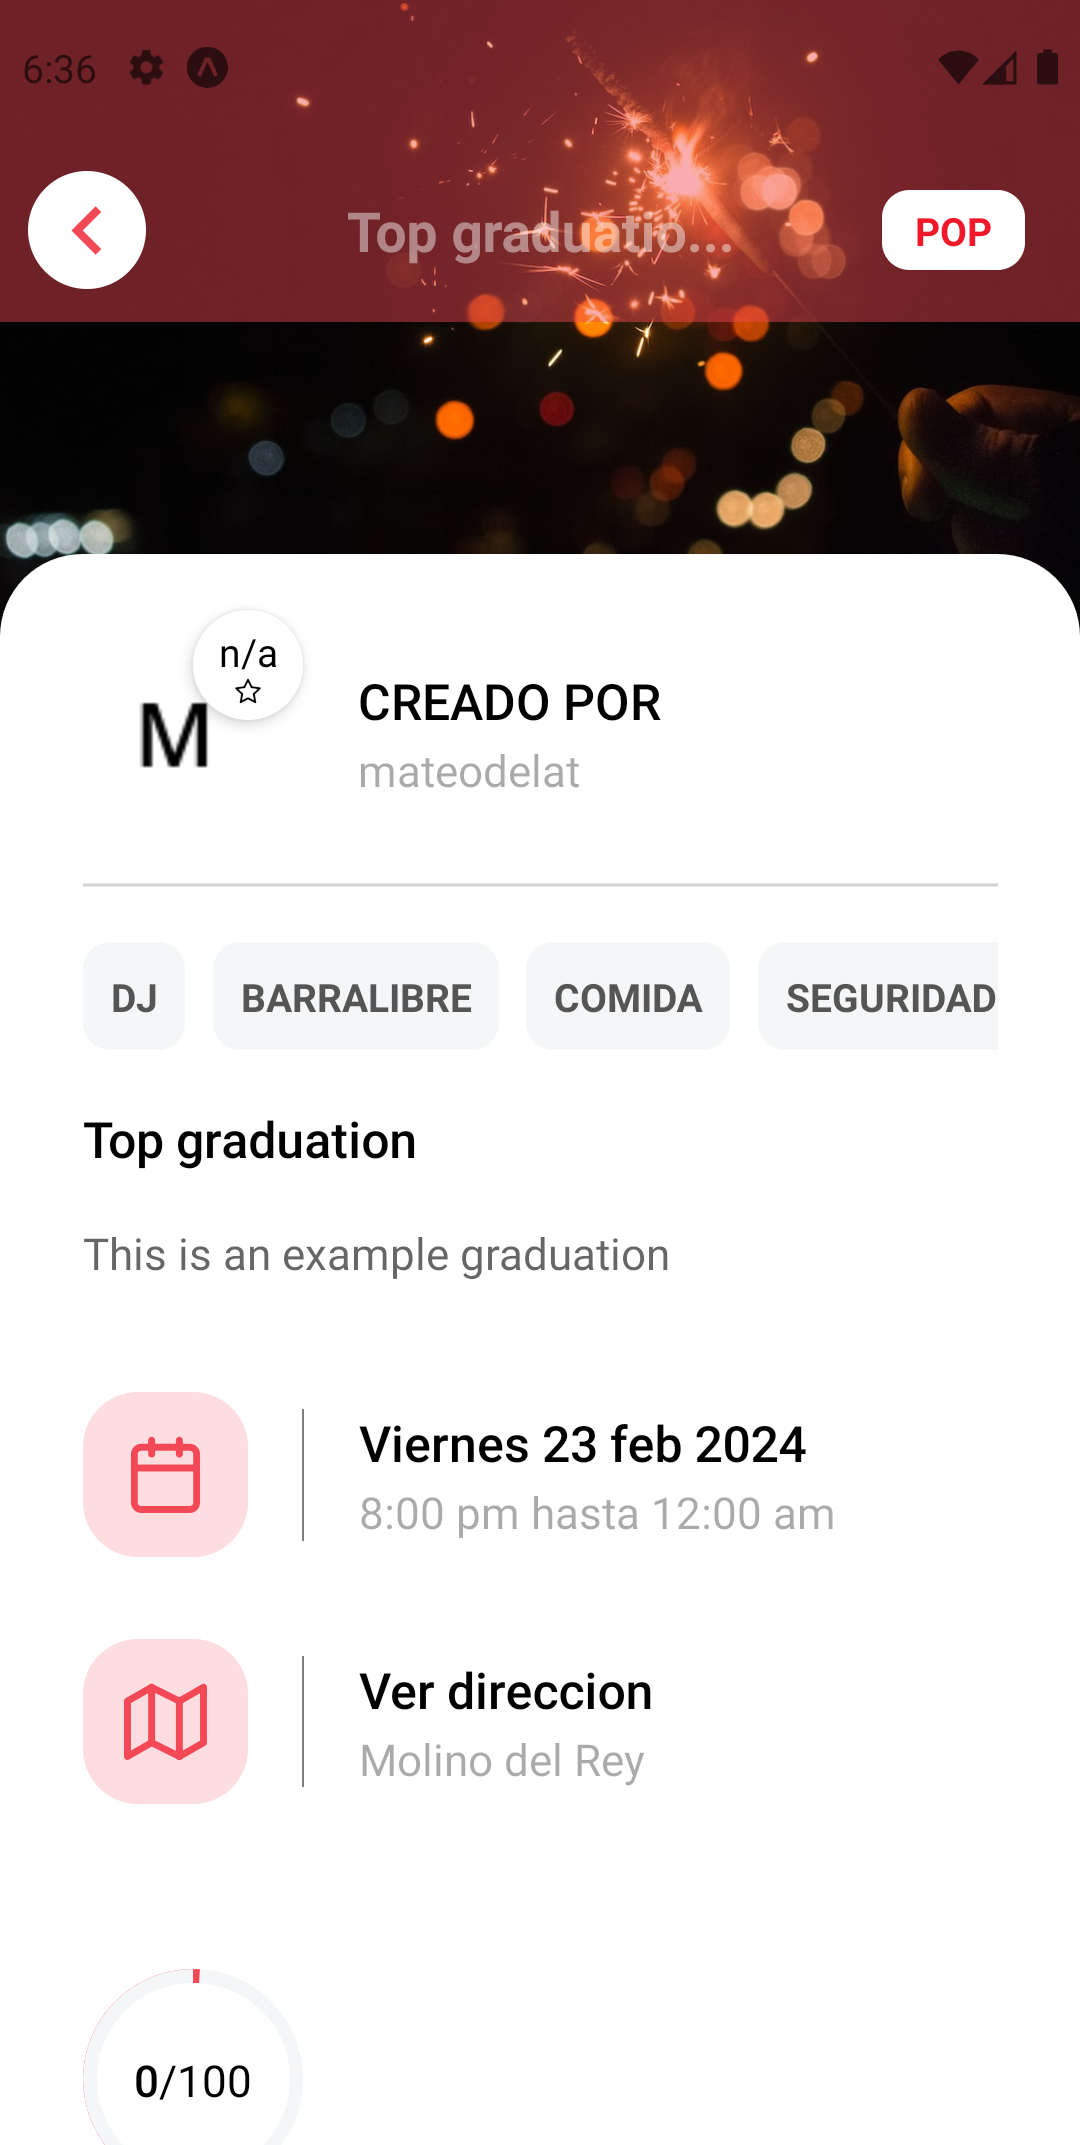 6:36
Top graduatio...
POP
n/a
M
CREADO POR
mateodelat
DJ
BARRALIBRE
COMIDA
SEGURIDAD
Top graduation
This is an example graduation
Viernes 23 feb 2024
8:00 pm hasta 12:00 am
Ver direccion
Molino del Rey
0/100